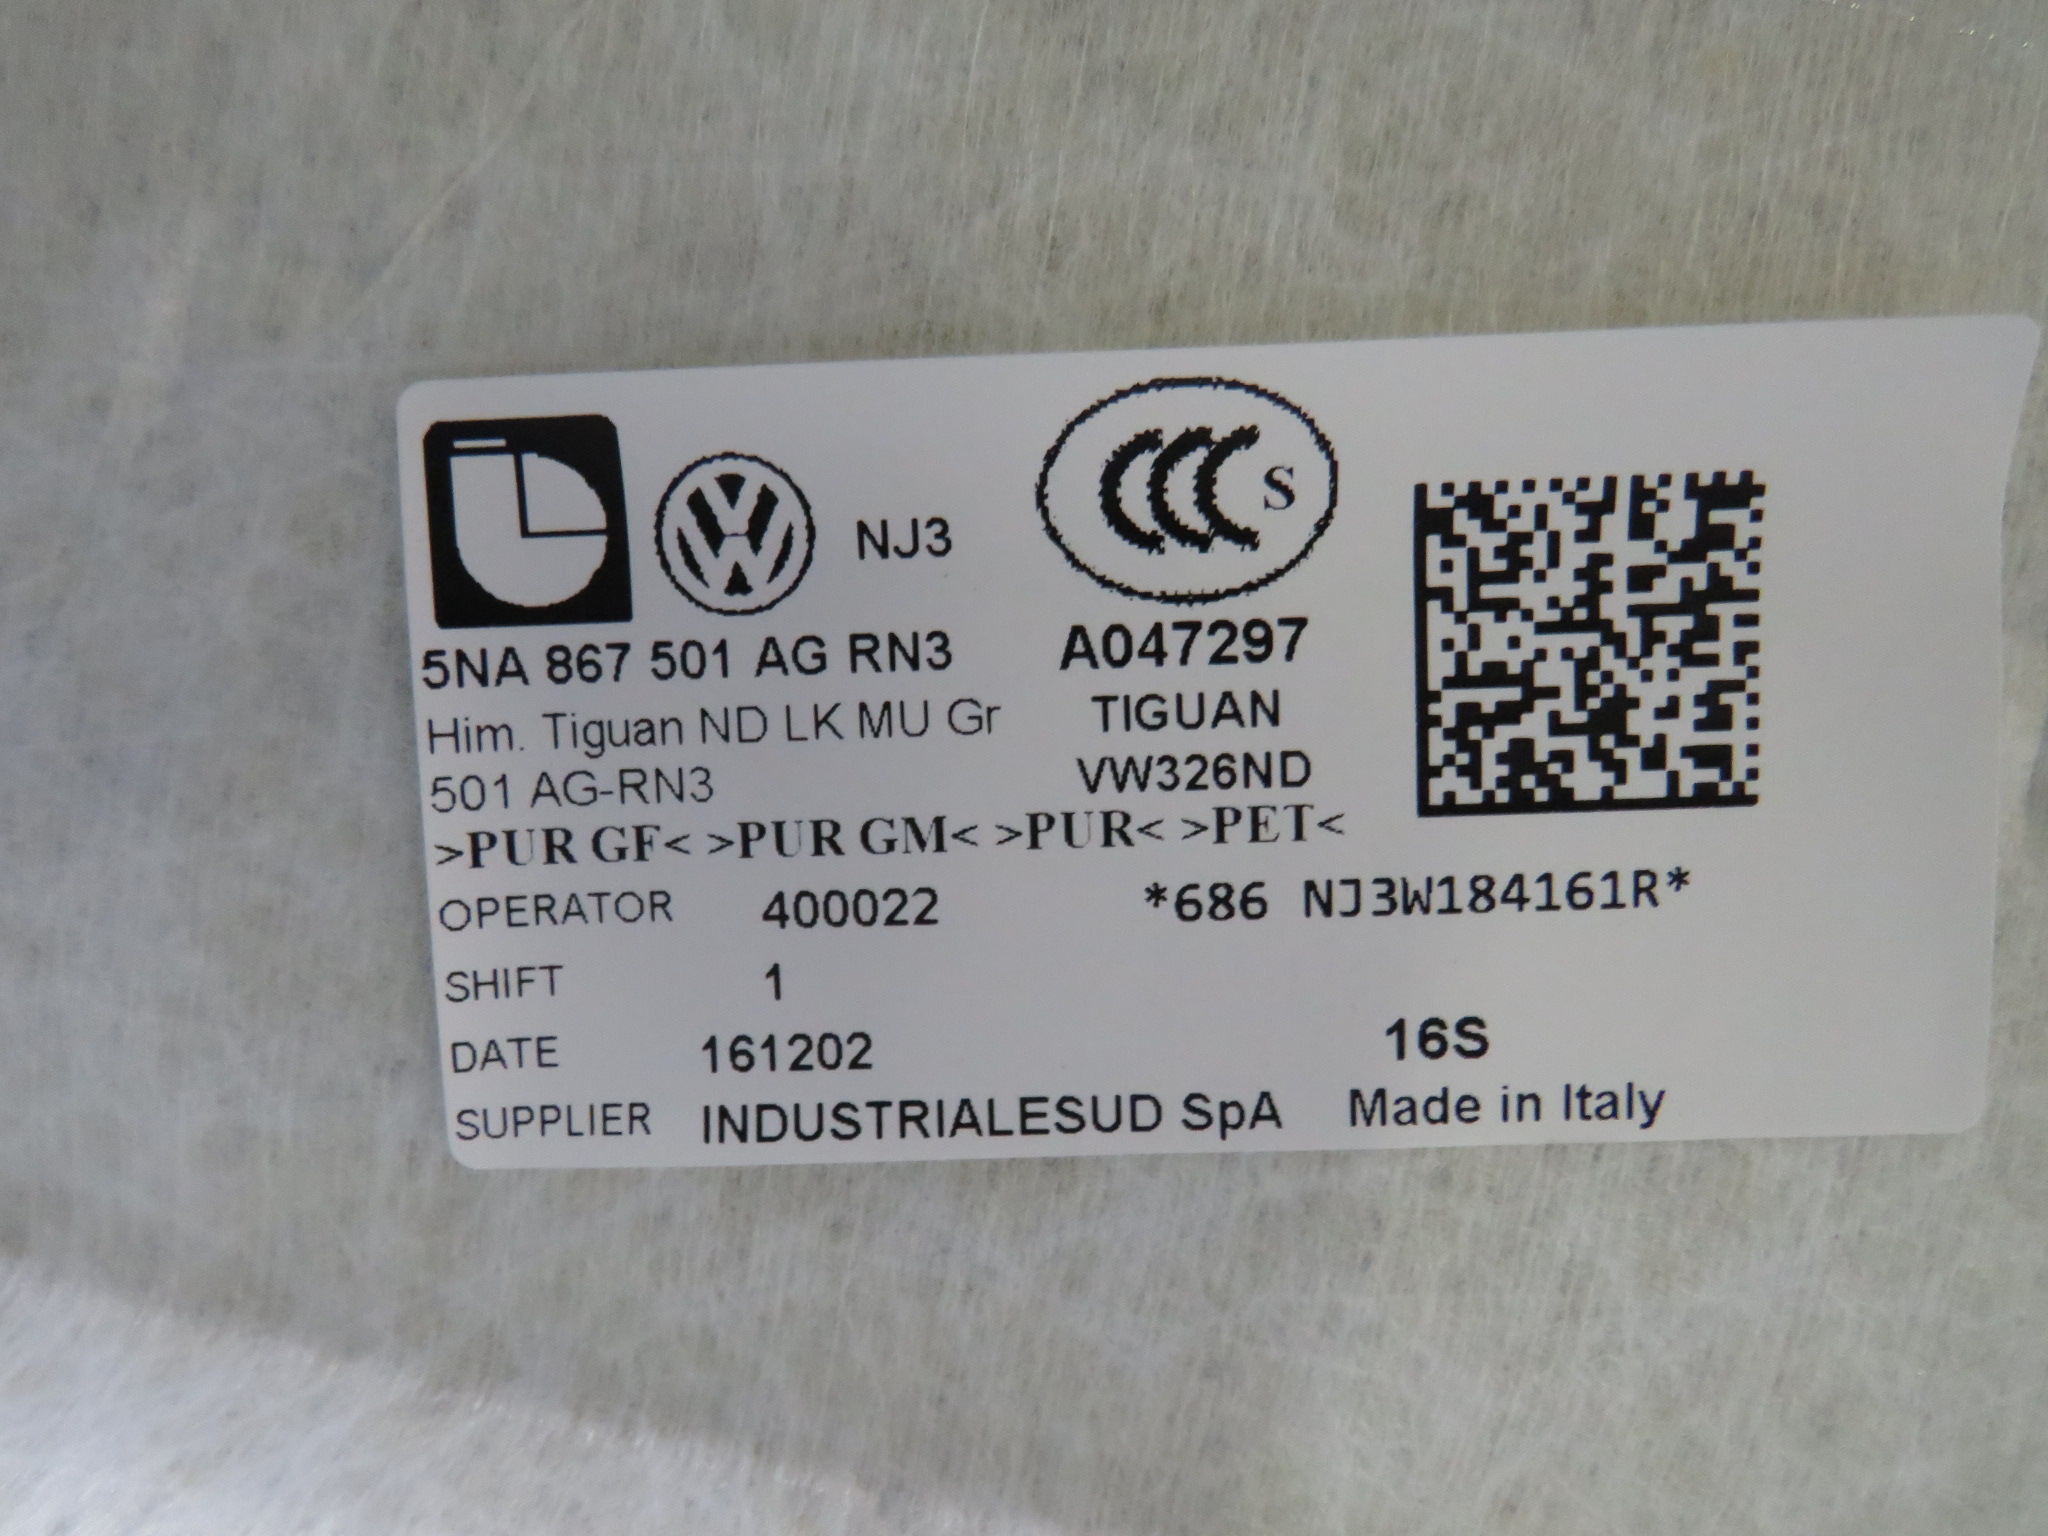 NJ3
CCC S
5NA 867 501 AG RN3 A047297
Him. Tiguan ND LK MU Gr TIGUAN
501 AG-RN3 VW326ND
>PUR GF< >PUR GM< >PUR< >PET<
OPERATOR 400022 *686 NJ3W184161R*
SHIFT 1
DATE 161202 16S
SUPPLIER INDUSTRIALESUD SpA Made in Italy